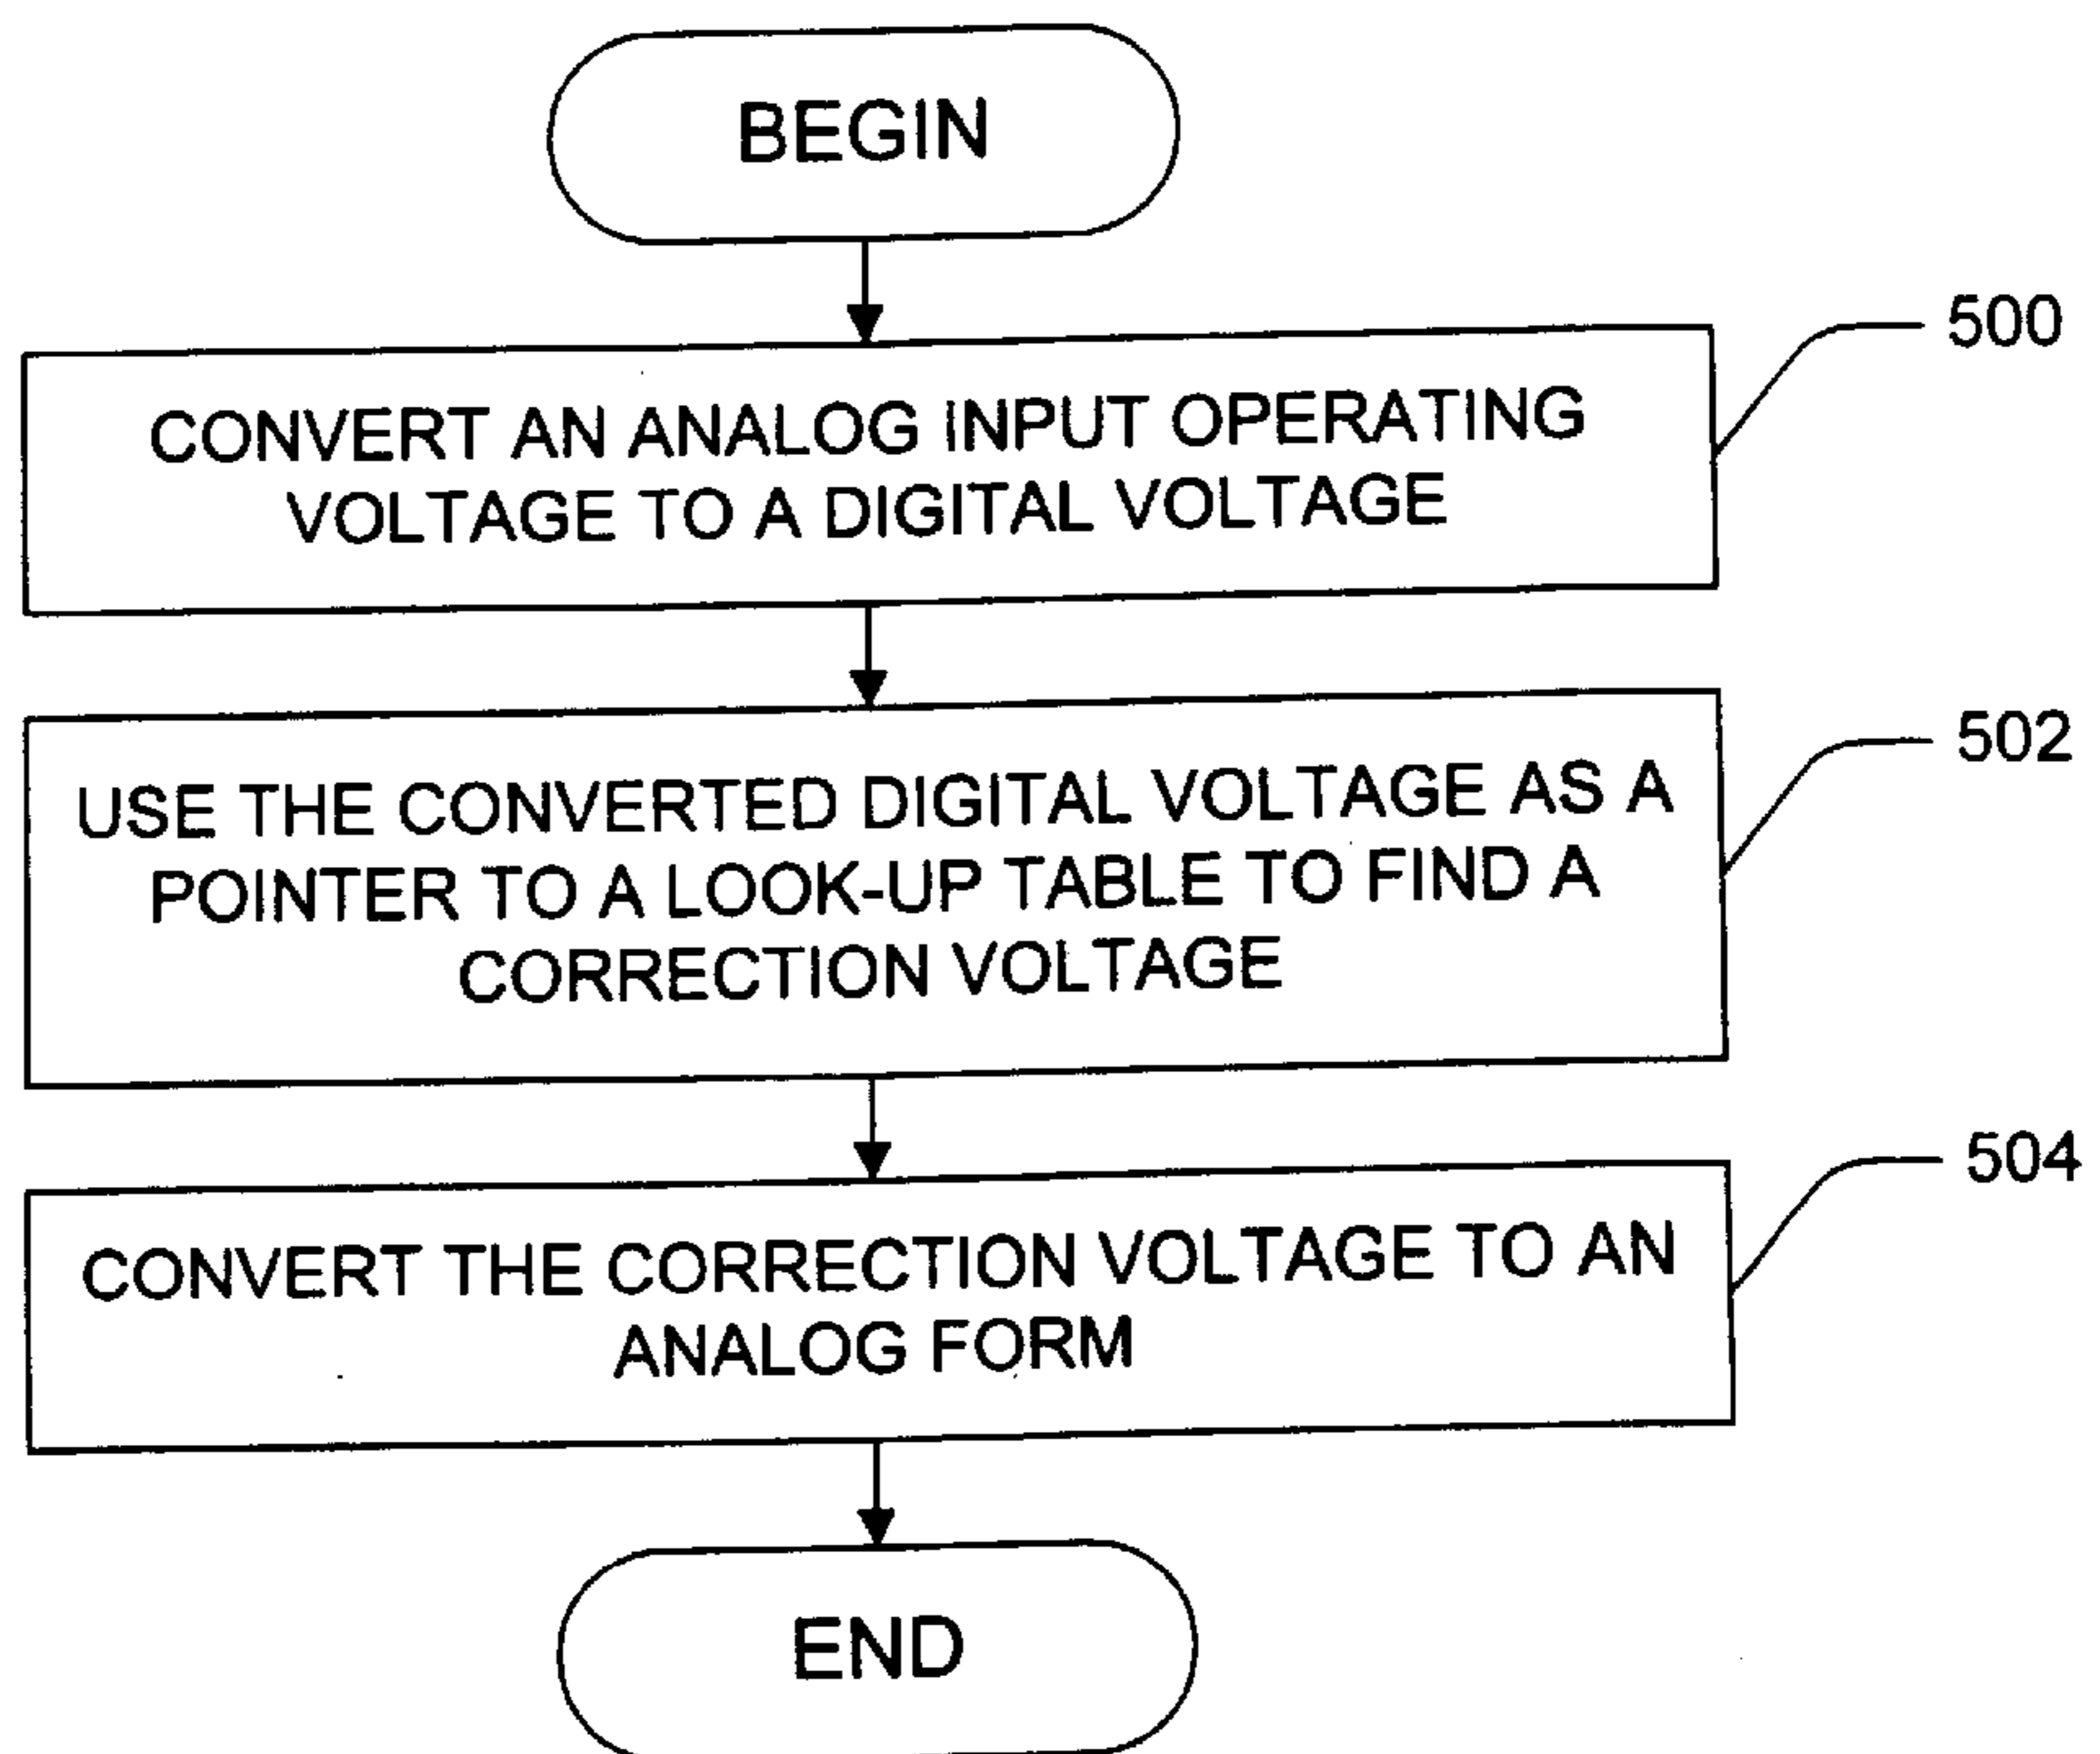 BEGIN
500
CONVERT AN ANALOG INPUT OPERATING
VOLTAGE TO A DIGITAL VOLTAGE
502
USE THE CONVERTED DIGITAL VOLTAGE AS A
POINTER TO A LOOK-UP TABLE TO FIND A
CORRECTION VOLTAGE
504
CONVERT THE CORRECTION VOLTAGE TO AN
ANALOG FORM
END